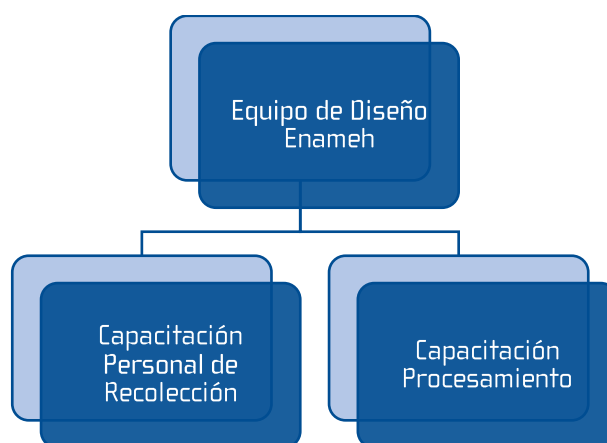 Equipo de Diseño
Enameh
Capacitación
Personal de
Recolección
Capacitación
Procesamiento